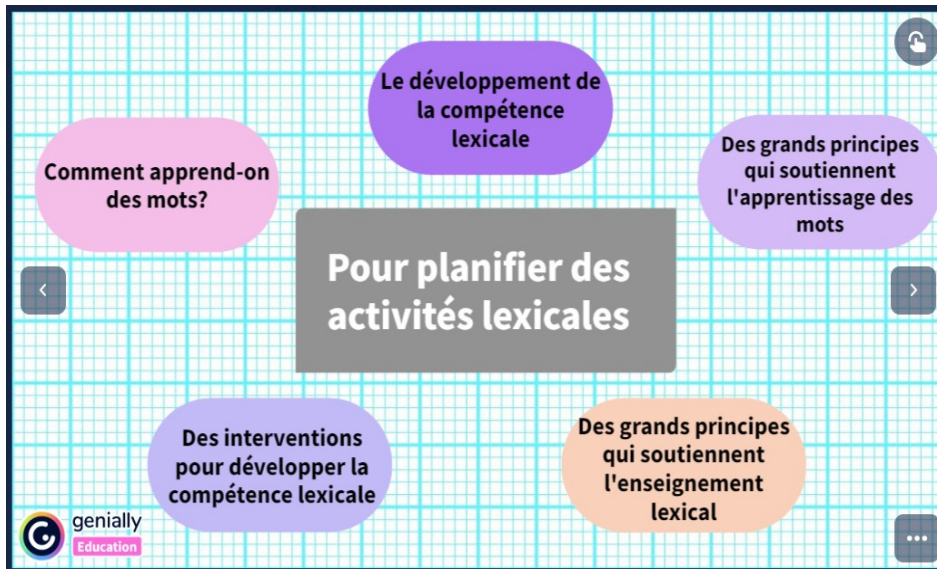 Le développement de
la compétence
lexicale
Comment apprend-on
des mots?
Des grands principes
qui soutiennent
l'apprentissage des
mots
Pour planifier des
activités lexicales
Des interventions
pour développer la
compétence lexicale
Des grands principes
qui soutiennent
l'enseignement
lexical
genially
Education